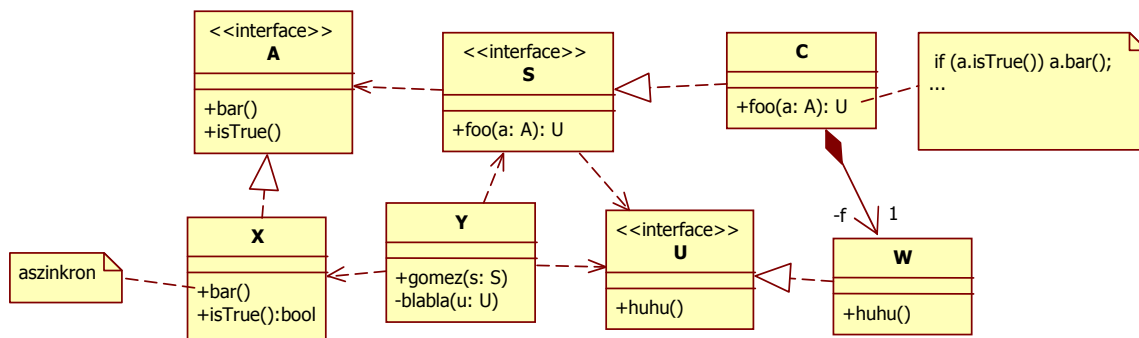 <<interface>>
A
+bar()
+isTrue()
<<interface>>
S
+foo(a: A): U
C
+foo(a: A): U
if (a.isTrue()) a.bar();
...
aszinkron
X
+bar()
+isTrue():bool
Y
+gomez(s: S)
-blabla(u: U)
<<interface>>
U
+huhu()
-f
1
W
+huhu()